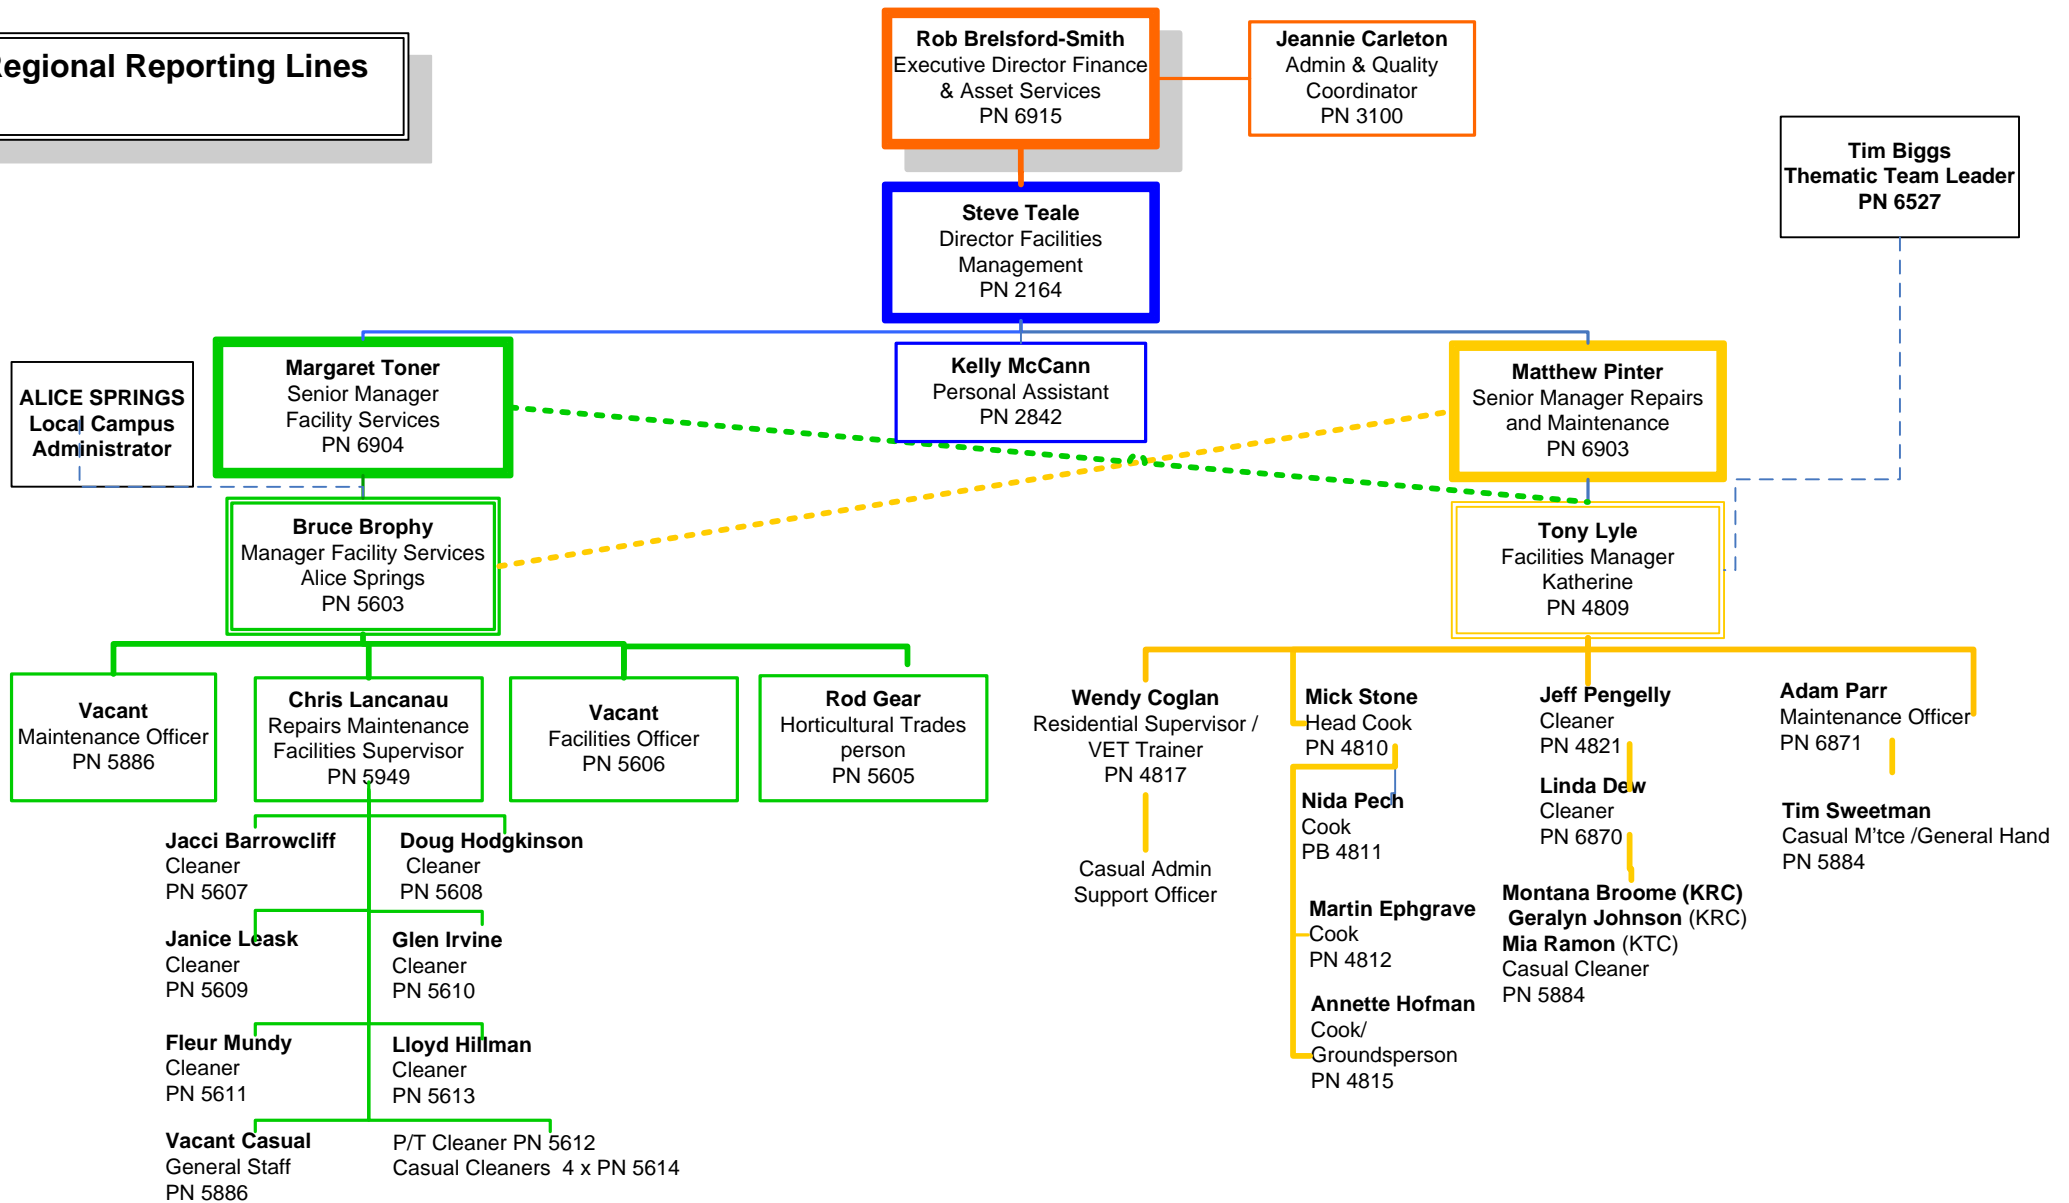 Regional Reporting Lines
Rob Brelsford-Smith
Executive Director Finance
& Asset Services
PN 6915
Jeannie Carleton
Admin & Quality
Coordinator
PN 3100
Tim Biggs
Thematic Team Leader
PN 6527
Steve Teale
Director Facilities
Management
PN 2164
ALICE SPRINGS
Local Campus
Administrator
Margaret Toner
Senior Manager
Facility Services
PN 6904
Kelly McCann
Personal Assistant
PN 2842
Matthew Pinter
Senior Manager Repairs
and Maintenance
PN 6903
Bruce Brophy
Manager Facility Services
Alice Springs
PN 5603
Tony Lyle
Facilities Manager
Katherine
PN 4809
Vacant
Maintenance Officer
PN 5886
Chris Lancanau
Repairs Maintenance
Facilities Supervisor
PN 5949
Vacant
Facilities Officer
PN 5606
Rod Gear
Horticultural Trades
person
PN 5605
Wendy Coglan
Residential Supervisor /
VET Trainer
PN 4817
Casual Admin
Support Officer
Mick Stone
Head Cook
PN 4810
Nida Pech
Cook
PB 4811
Martin Ephgrave
Cook
PN 4812
Annette Hofman
Cook/
Groundsperson
PN 4815
Jeff Pengelly
Cleaner
PN 4821
Linda Dew
Cleaner
PN 6870
Montana Broome (KRC)
Geralyn Johnson (KRC)
Mia Ramon (KTC)
Casual Cleaner
PN 5884
Adam Parr
Maintenance Officer
PN 6871
Tim Sweetman
Casual M'tce /General Hand
PN 5884
Jacci Barrowcliff
Cleaner
PN 5607
Doug Hodgkinson
Cleaner
PN 5608
Janice Leask
Cleaner
PN 5609
Glen Irvine
Cleaner
PN 5610
Fleur Mundy
Cleaner
PN 5611
Lloyd Hillman
Cleaner
PN 5613
Vacant Casual
General Staff
PN 5886
P/T Cleaner PN 5612
Casual Cleaners 4 x PN 5614